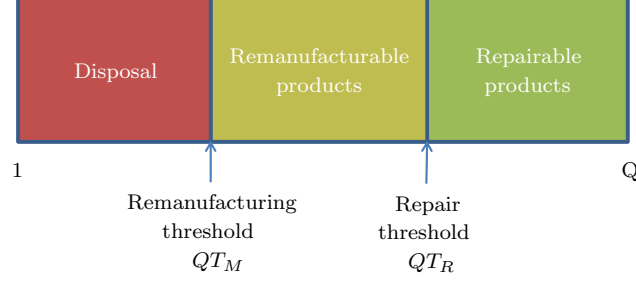 Disposal
Remanufacturable
products
Repairable
products
1
Q
Remanufacturing
threshold
QT_M
Repair
threshold
QT_R